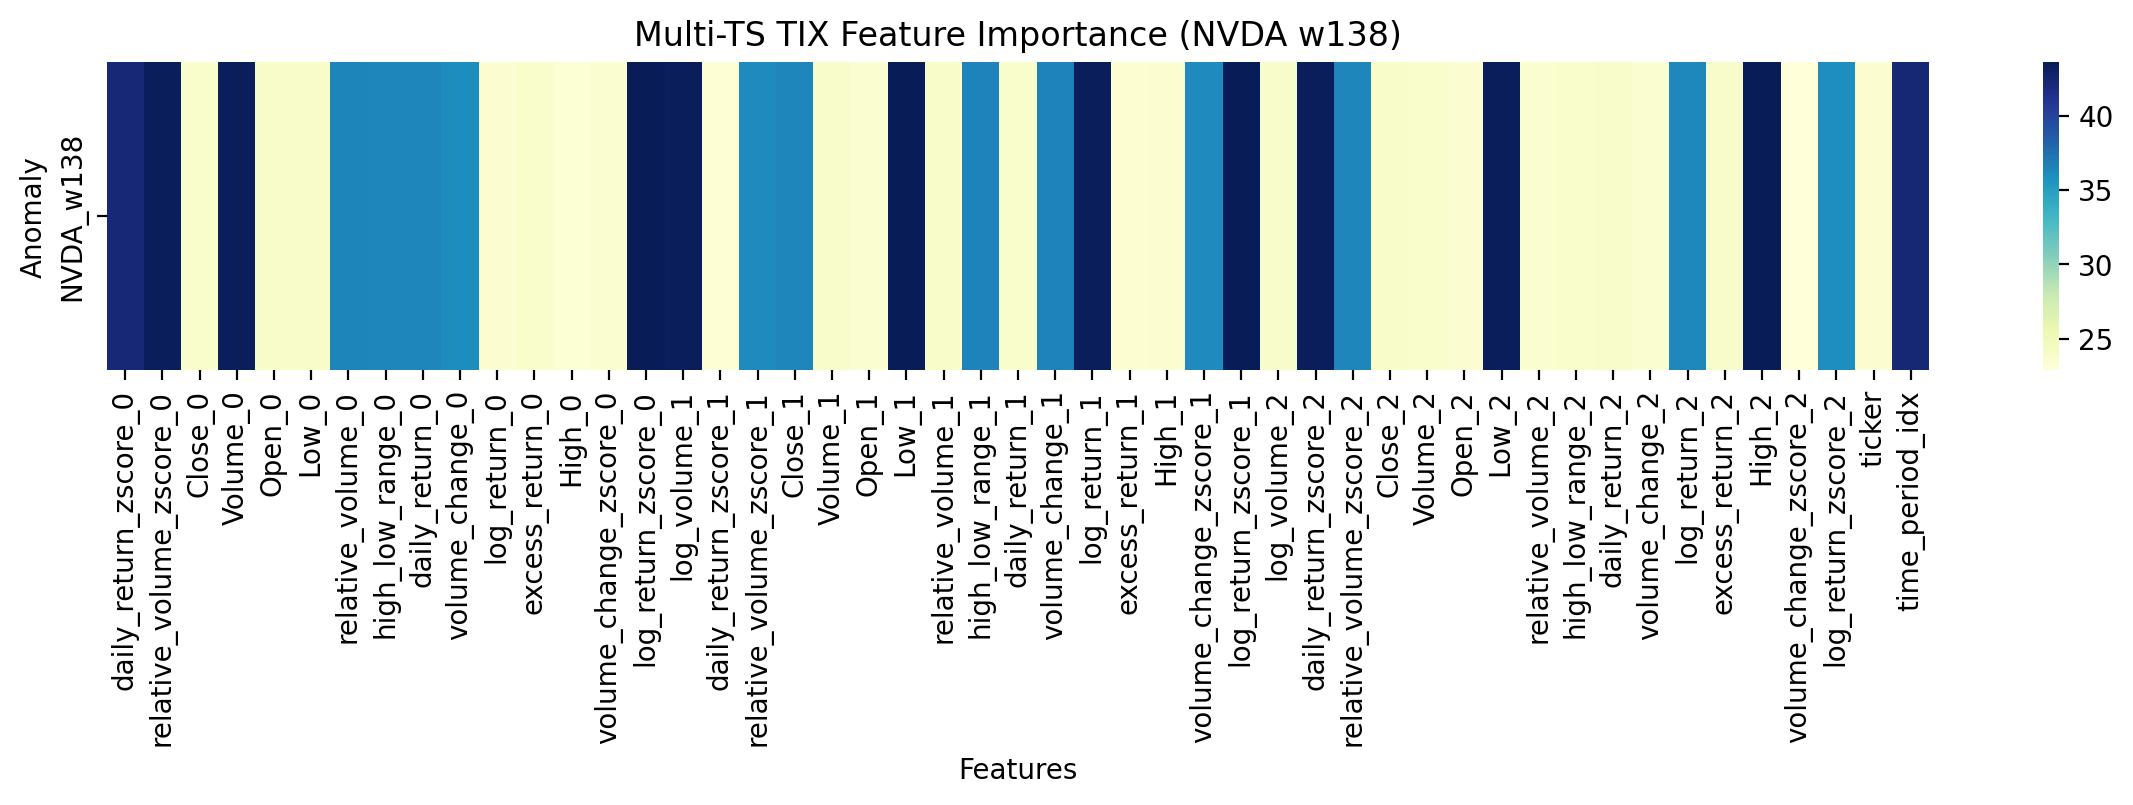 Multi-TS TIX Feature Importance (NVDA w138)
Anomaly
NVDA_w138
40
35
30
25
daily_return_zscore_0
relative_volume_zscore_0
Close_0
Volume_0
Open_0
Low_0
relative_volume_0
high_low_range_0
daily_return_0
volume_change_0
log_return_0
excess_return_0
High_0
volume_change_zscore_0
log_return_zscore_0
log_volume_1
daily_return_zscore_1
relative_volume_zscore_1
Close_1
Volume_1
Open_1
Low_1
relative_volume_1
high_low_range_1
daily_return_1
volume_change_1
log_return_1
excess_return_1
High_1
volume_change_zscore_1
log_return_zscore_1
log_volume_2
daily_return_zscore_2
relative_volume_zscore_2
Close_2
Volume_2
Open_2
Low_2
relative_volume_2
high_low_range_2
daily_return_2
volume_change_2
log_return_2
excess_return_2
High_2
volume_change_zscore_2
log_return_zscore_2
ticker
time_period_idx
Features